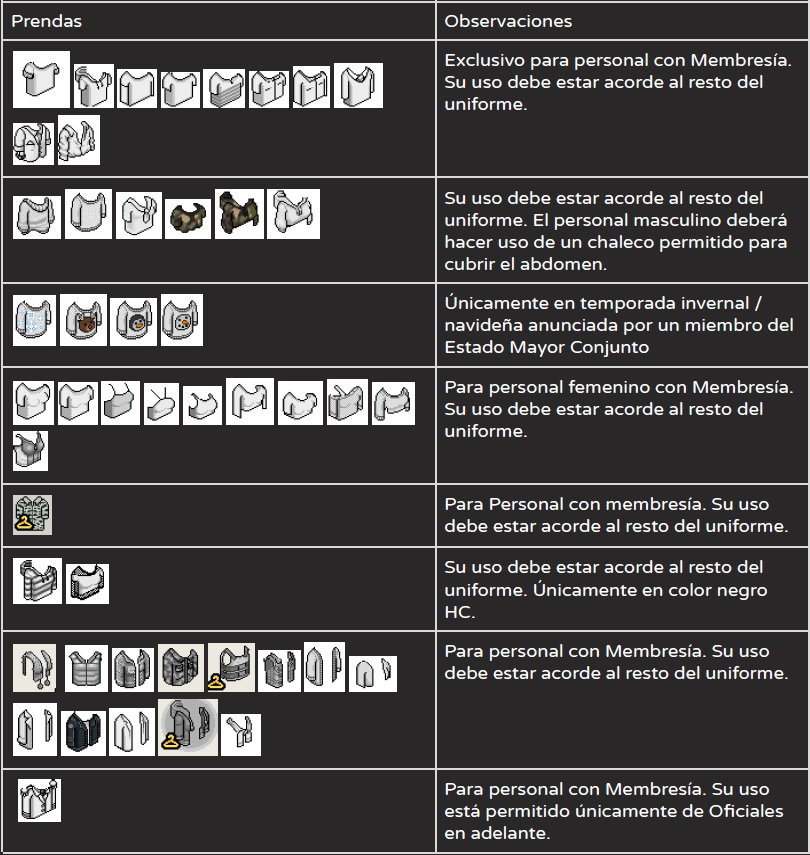 Prendas
Observaciones
Exclusivo para personal con Membresía.
Su uso debe estar acorde al resto del
uniforme.
Su uso debe estar acorde al resto del
uniforme. El personal masculino deberá
hacer uso de un chaleco permitido para
cubrir el abdomen.
Únicamente en temporada invernal /
navideña anunciada por un miembro del
Estado Mayor Conjunto
Para personal femenino con Membresía.
Su uso debe estar acorde al resto del
uniforme.
Para Personal con membresía. Su uso
debe estar acorde al resto del uniforme.
Su uso debe estar acorde al resto del
uniforme. Únicamente en color negro
HC.
Para personal con Membresía. Su uso
debe estar acorde al resto del uniforme.
Para personal con Membresía. Su uso
está permitido únicamente de Oficiales
en adelante.